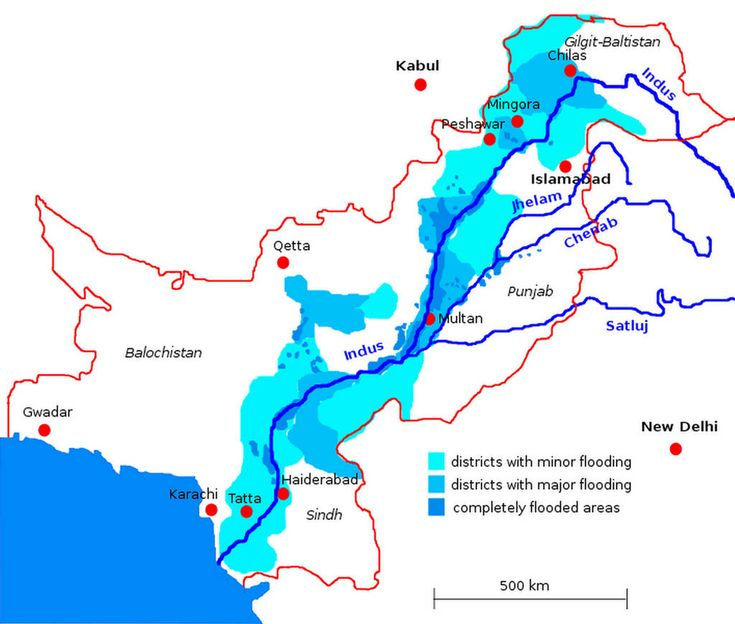 Gilgit-Baltistan
Chilas
Kabul
Indus
Mingora
Peshawar
Islamabad
Jhelam
Chenab
Qetta
Punjab
Multan
Satluj
Indus
Balochistan
Gwadar
New Delhi
districts with minor flooding
districts with major flooding
completely flooded areas
Haiderabad
Karachi
Tatta
Sindh
500 km